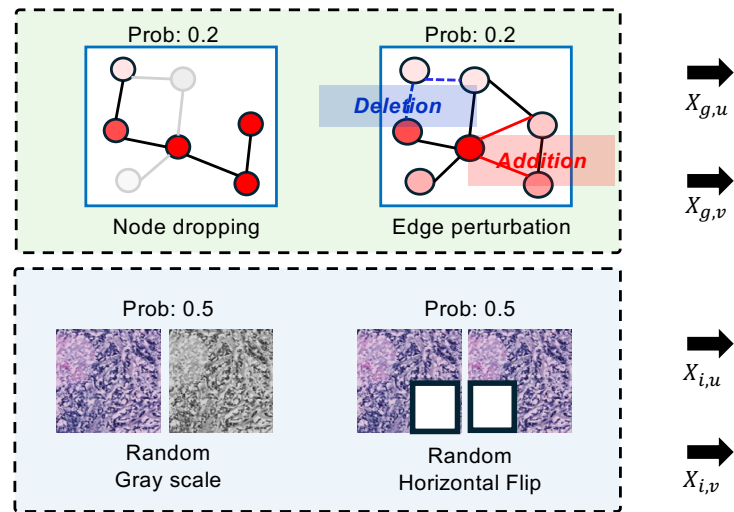 Prob: 0.2
Prob: 0.2
Deletion
Addition
Node dropping
Edge perturbation
X_{g,u}
X_{g,v}
Prob: 0.5
Prob: 0.5
Random
Gray scale
Random
Horizontal Flip
X_{i,u}
X_{i,v}